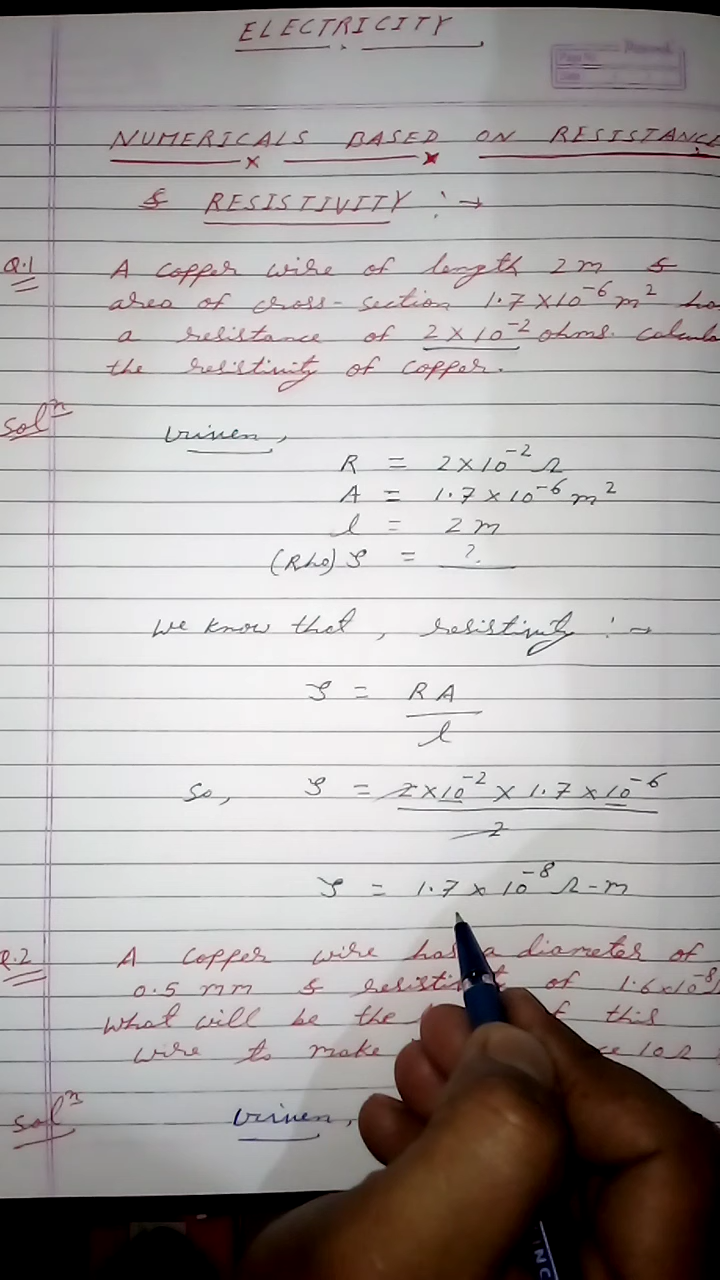 ELECTRICITY
NUMERICALS BASED ON RESISTANCE
& RESISTIVITY :→
Q.1 A copper wire of length 2m &
area of cross-section 1.7 × 10⁻⁶ m² ha
a resistance of 2 × 10⁻² ohms. calcula
the resistivity of copper.
Solⁿ Given,
R = 2×10⁻² Ω
A = 1.7 × 10⁻⁶ m²
l = 2m
(Rho) ρ = ?
We know that, resistivity :→
ρ = RA
l
So, ρ = 2×10⁻² × 1.7 × 10⁻⁶
2
ρ = 1.7 × 10⁻⁸ Ω-m
Q.2 A copper wire has a diameter of
0.5 mm & of 1.6×10⁻⁸
What will be the this
wire to make 10Ω
Solⁿ Given,